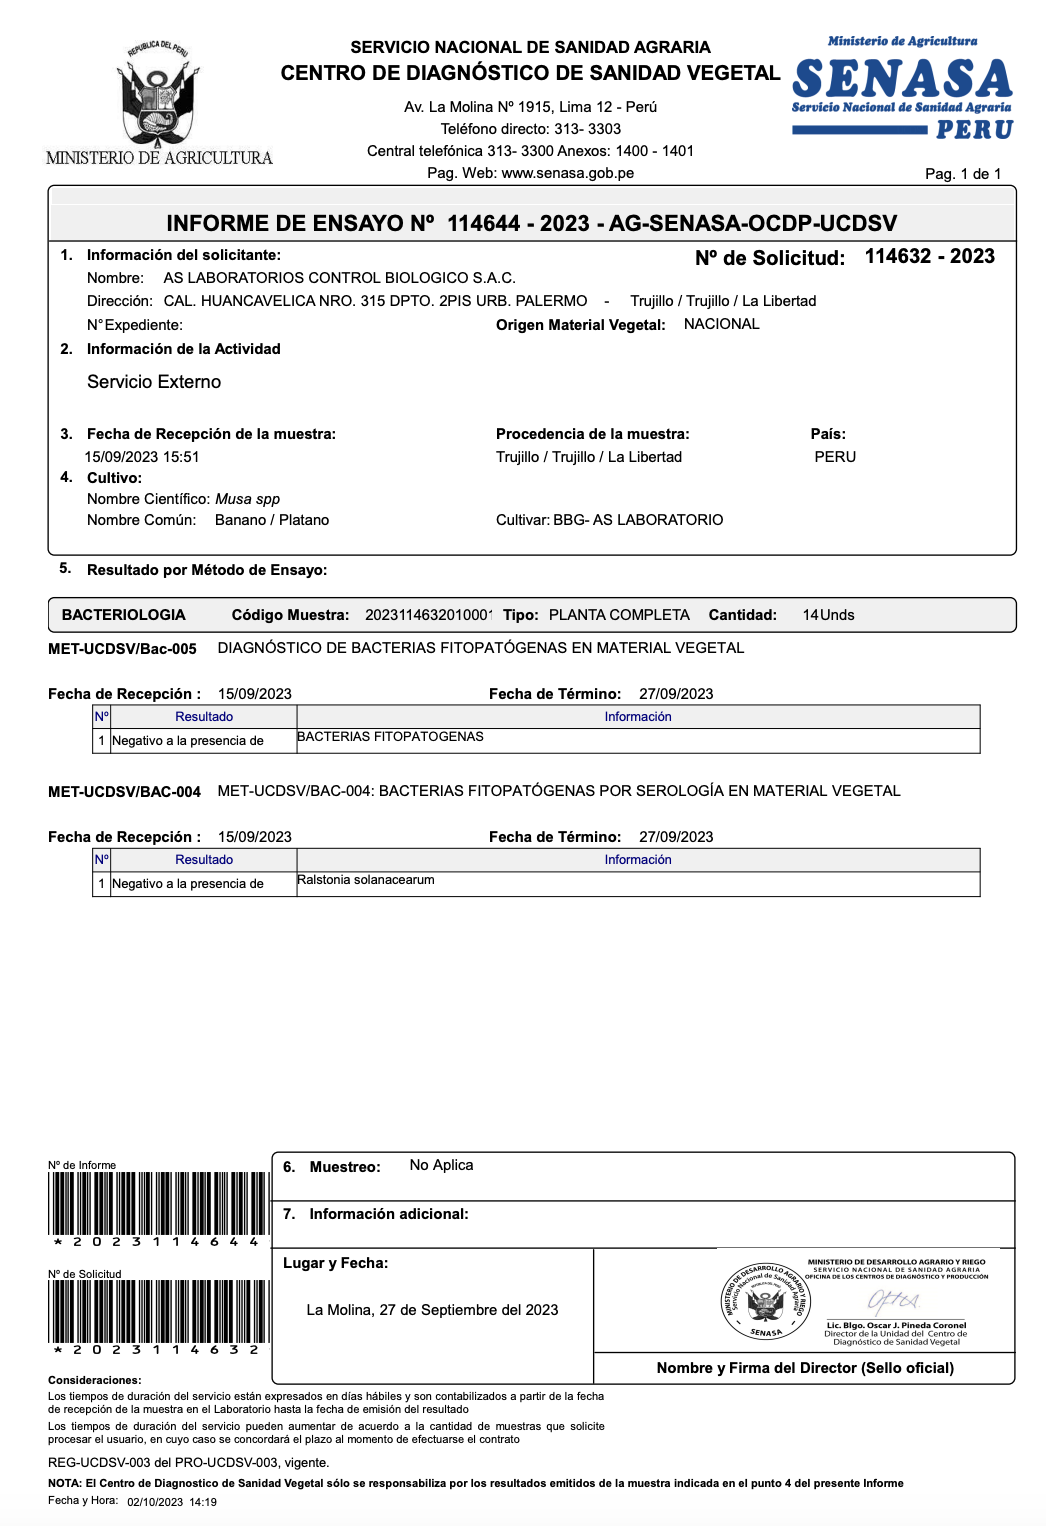 REPUBLICA DEL PERU
MINISTERIO DE AGRICULTURA
SERVICIO NACIONAL DE SANIDAD AGRARIA
CENTRO DE DIAGNÓSTICO DE SANIDAD VEGETAL
Av. La Molina Nº 1915, Lima 12 - Perú
Teléfono directo: 313- 3303
Central telefónica 313- 3300 Anexos: 1400 - 1401
Pag. Web: www.senasa.gob.pe
Ministerio de Agricultura
SENASA
Servicio Nacional de Sanidad Agraria
PERU
Pag. 1 de 1
INFORME DE ENSAYO Nº 114644 - 2023 - AG-SENASA-OCDP-UCDSV
1. Información del solicitante: Nº de Solicitud: 114632 - 2023
Nombre: AS LABORATORIOS CONTROL BIOLOGICO S.A.C.
Dirección: CAL. HUANCAVELICA NRO. 315 DPTO. 2PIS URB. PALERMO - Trujillo / Trujillo / La Libertad
N°Expediente: Origen Material Vegetal: NACIONAL
2. Información de la Actividad
Servicio Externo
3. Fecha de Recepción de la muestra: Procedencia de la muestra: País:
15/09/2023 15:51 Trujillo / Trujillo / La Libertad PERU
4. Cultivo:
Nombre Científico: Musa spp
Nombre Común: Banano / Platano Cultivar: BBG- AS LABORATORIO
5. Resultado por Método de Ensayo:
BACTERIOLOGIA Código Muestra: 2023114632010001 Tipo: PLANTA COMPLETA Cantidad: 14Unds
MET-UCDSV/Bac-005 DIAGNÓSTICO DE BACTERIAS FITOPATÓGENAS EN MATERIAL VEGETAL
Fecha de Recepción : 15/09/2023 Fecha de Término: 27/09/2023
Nº Resultado Información
1 Negativo a la presencia de BACTERIAS FITOPATOGENAS
MET-UCDSV/BAC-004 MET-UCDSV/BAC-004: BACTERIAS FITOPATÓGENAS POR SEROLOGÍA EN MATERIAL VEGETAL
Fecha de Recepción : 15/09/2023 Fecha de Término: 27/09/2023
Nº Resultado Información
1 Negativo a la presencia de Ralstonia solanacearum
Nº de Informe
*2023114644
Nº de Solicitud
*2023114632
6. Muestreo: No Aplica
7. Información adicional:
Lugar y Fecha:
La Molina, 27 de Septiembre del 2023
MINISTERIO DE DESARROLLO AGRARIO Y RIEGO
Servicio Nacional de Sanidad Agraria
SENASA
MINISTERIO DE DESARROLLO AGRARIO Y RIEGO
SERVICIO NACIONAL DE SANIDAD AGRARIA
OFICINA DE LOS CENTROS DE DIAGNÓSTICO Y PRODUCCIÓN
Lic. Blgo. Oscar J. Pineda Coronel
Director de la Unidad del Centro de
Diagnóstico de Sanidad Vegetal
Nombre y Firma del Director (Sello oficial)
Consideraciones:
Los tiempos de duración del servicio están expresados en días hábiles y son contabilizados a partir de la fecha
de recepción de la muestra en el Laboratorio hasta la fecha de emisión del resultado
Los tiempos de duración del servicio pueden aumentar de acuerdo a la cantidad de muestras que solicite
procesar el usuario, en cuyo caso se concordará el plazo al momento de efectuarse el contrato
REG-UCDSV-003 del PRO-UCDSV-003, vigente.
NOTA: El Centro de Diagnostico de Sanidad Vegetal sólo se responsabiliza por los resultados emitidos de la muestra indicada en el punto 4 del presente Informe
Fecha y Hora: 02/10/2023 14:19